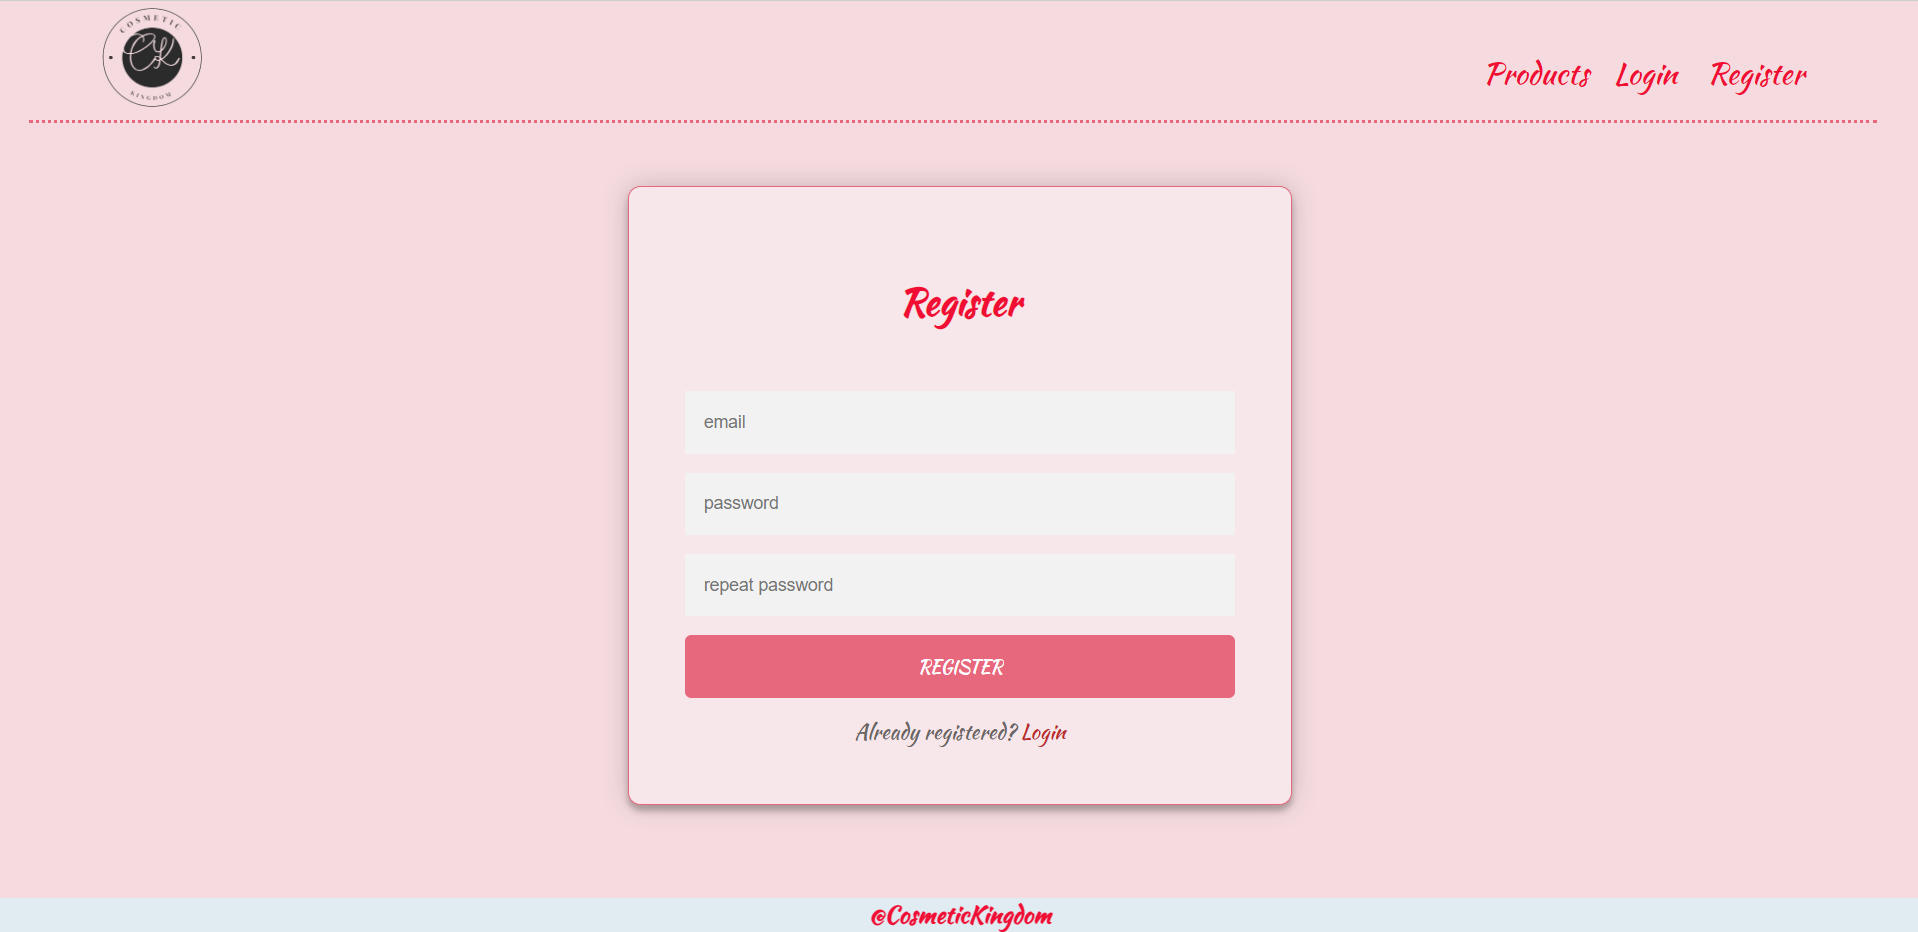 COSMETIC
CK
KINGDOM
Products Login Register
Register
email
password
repeat password
REGISTER
Already registered? Login
@CosmeticKingdom